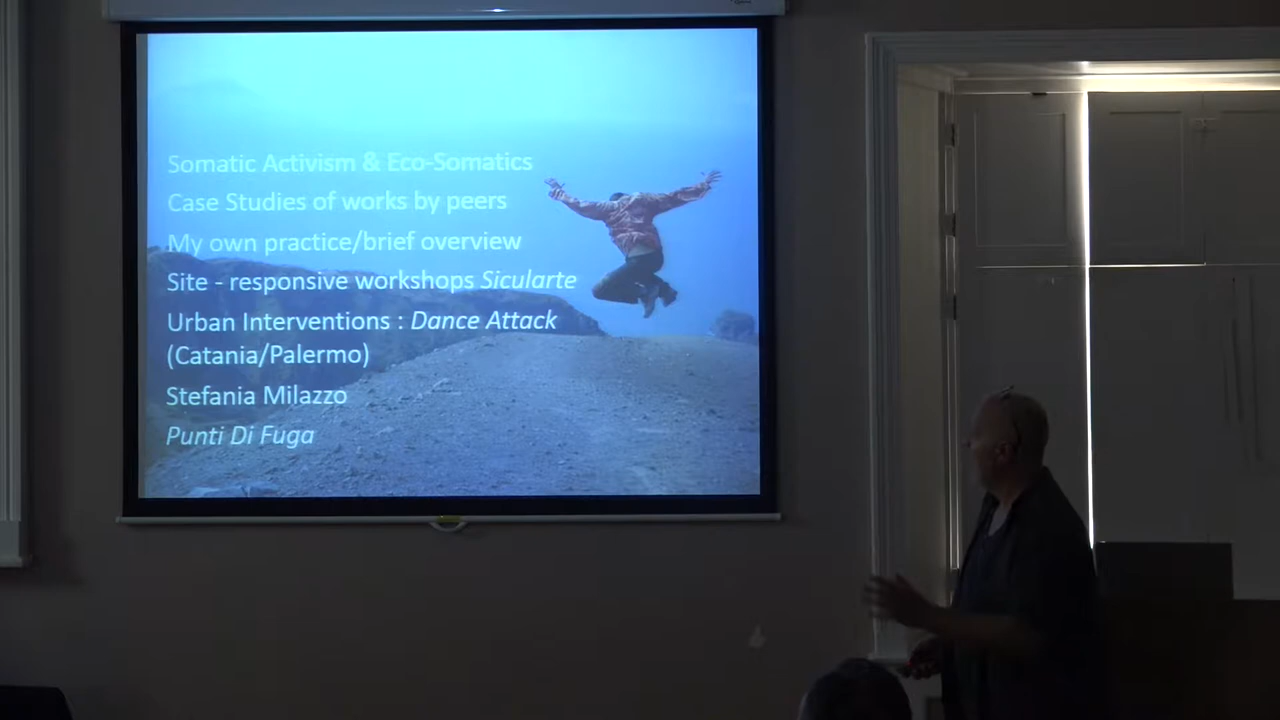 Somatic Activism & Eco-Somatics
Case Studies of works by peers
My own practice/brief overview
Site - responsive workshops Sicularte
Urban Interventions : Dance Attack
(Catania/Palermo)
Stefania Milazzo
Punti Di Fuga